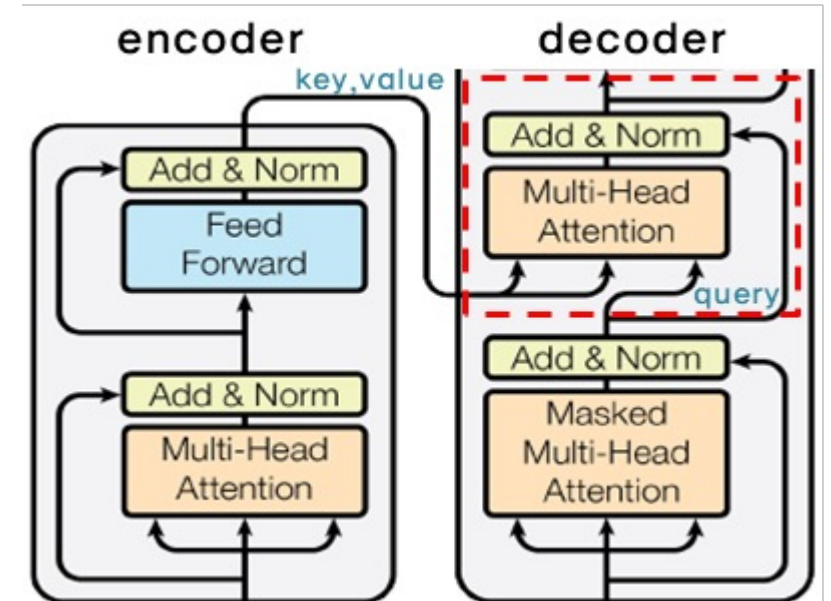 encoder
decoder
key,value
Add & Norm
Feed
Forward
Add & Norm
Multi-Head
Attention
Add & Norm
Multi-Head
Attention
query
Add & Norm
Masked
Multi-Head
Attention